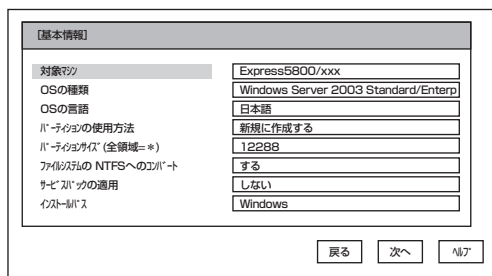 [基本情報]
対象ﾏｼﾝ Express5800/xxx
OSの種類 Windows Server 2003 Standard/Enterp
OSの言語 日本語
ﾊﾟｰﾃｨｼｮﾝの使用方法 新規に作成する
ﾊﾟｰﾃｨｼｮﾝｻｲｽﾞ(全領域=*) 12288
ﾌｧｲﾙｼｽﾃﾑの NTFSへのｺﾝﾊﾞｰﾄ する
ｻｰﾋﾞｽﾊﾟｯｸの適用 しない
ｲﾝｽﾄｰﾙﾊﾟｽ Windows
戻る 次へ ﾍﾙﾌﾟ